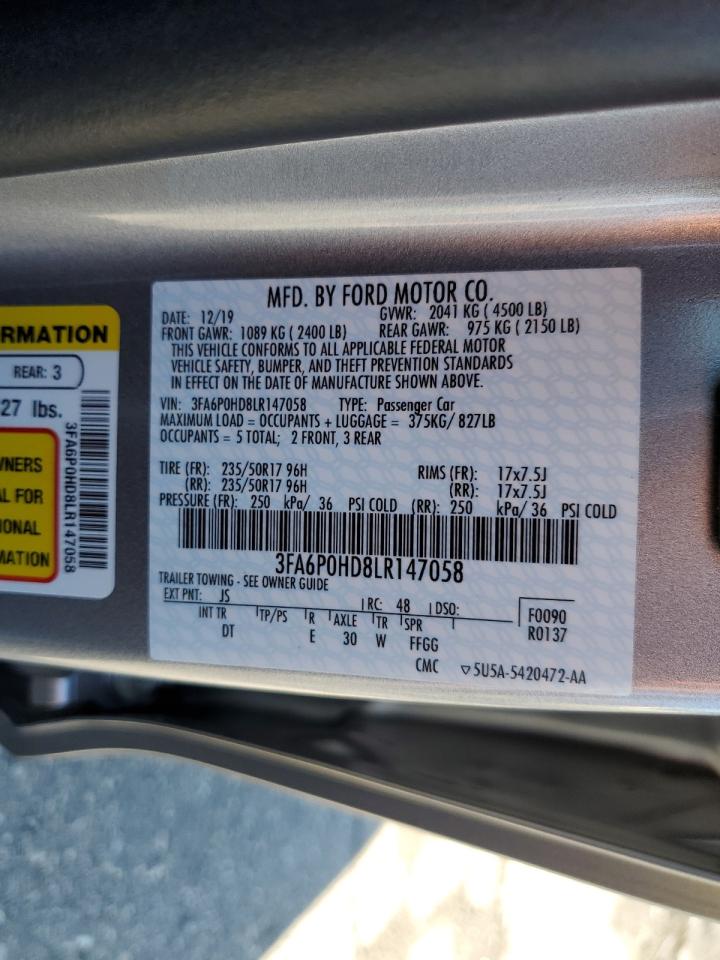 MFD. BY FORD MOTOR CO.
DATE: 12/19 GVWR: 2041 KG ( 4500 LB)
FRONT GAWR: 1089 KG ( 2400 LB) REAR GAWR: 975 KG ( 2150 LB)
THIS VEHICLE CONFORMS TO ALL APPLICABLE FEDERAL MOTOR
VEHICLE SAFETY, BUMPER, AND THEFT PREVENTION STANDARDS
IN EFFECT ON THE DATE OF MANUFACTURE SHOWN ABOVE.
VIN: 3FA6P0HD8LR147058 TYPE: Passenger Car
MAXIMUM LOAD = OCCUPANTS + LUGGAGE = 375KG/ 827LB
OCCUPANTS = 5 TOTAL; 2 FRONT, 3 REAR
TIRE (FR): 235/50R17 96H RIMS (FR): 17x7.5J
(RR): 235/50R17 96H (RR): 17x7.5J
PRESSURE (FR): 250 kPa/ 36 PSI COLD (RR): 250 kPa/ 36 PSI COLD
3FA6P0HD8LR147058
TRAILER TOWING - SEE OWNER GUIDE
EXT PNT: JS RC: 48 DSO: F0090
INT TR TP/PS R AXLE TR SPR R0137
DT E 30 W FFGG
CMC ▽5U5A-5420472-AA
RMATION
REAR: 3
27 lbs.
WNERS
AL FOR
IONAL
MATION
3FA6P0HD8LR147058